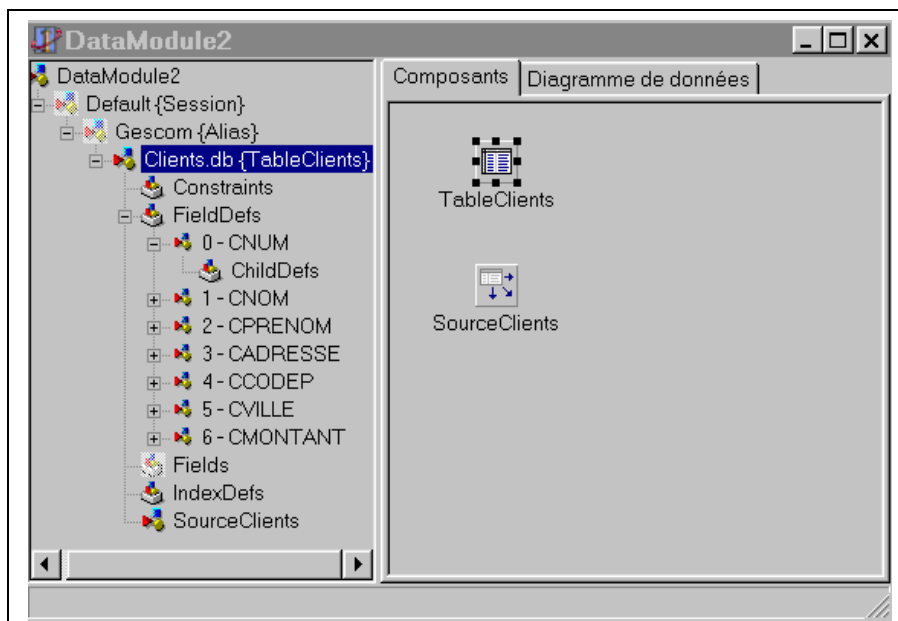 DataModule2
DataModule2
Default {Session}
Gescom {Alias}
Clients.db {TableClients}
Constraints
FieldDefs
0 - CNUM
ChildDefs
1 - CNOM
2 - CPRENOM
3 - CADRESSE
4 - CCODEP
5 - CVILLE
6 - CMONTANT
Fields
IndexDefs
SourceClients
Composants
Diagramme de données
TableClients
SourceClients